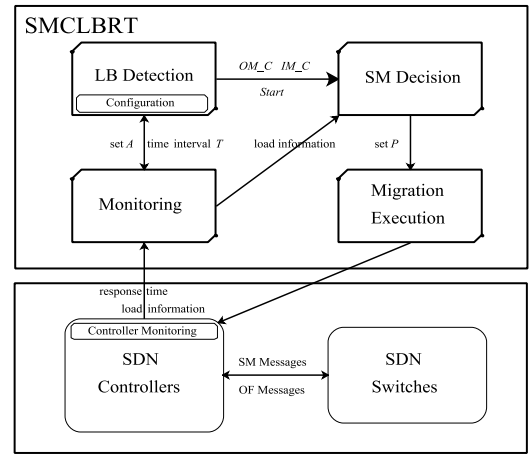 SMCLBRT
LB Detection
Configuration
OM_C IM_C
Start
SM Decision
set A time interval T
load information
set P
Monitoring
Migration
Execution
response time
load information
Controller Monitoring
SDN
Controllers
SM Messages
OF Messages
SDN
Switches